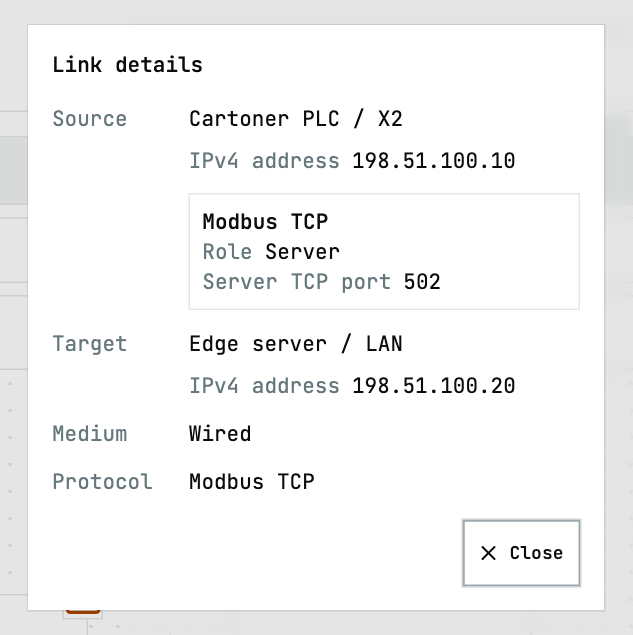 Link details
Source Cartoner PLC / X2
IPv4 address 198.51.100.10
Modbus TCP
Role Server
Server TCP port 502
Target Edge server / LAN
IPv4 address 198.51.100.20
Medium Wired
Protocol Modbus TCP
Close